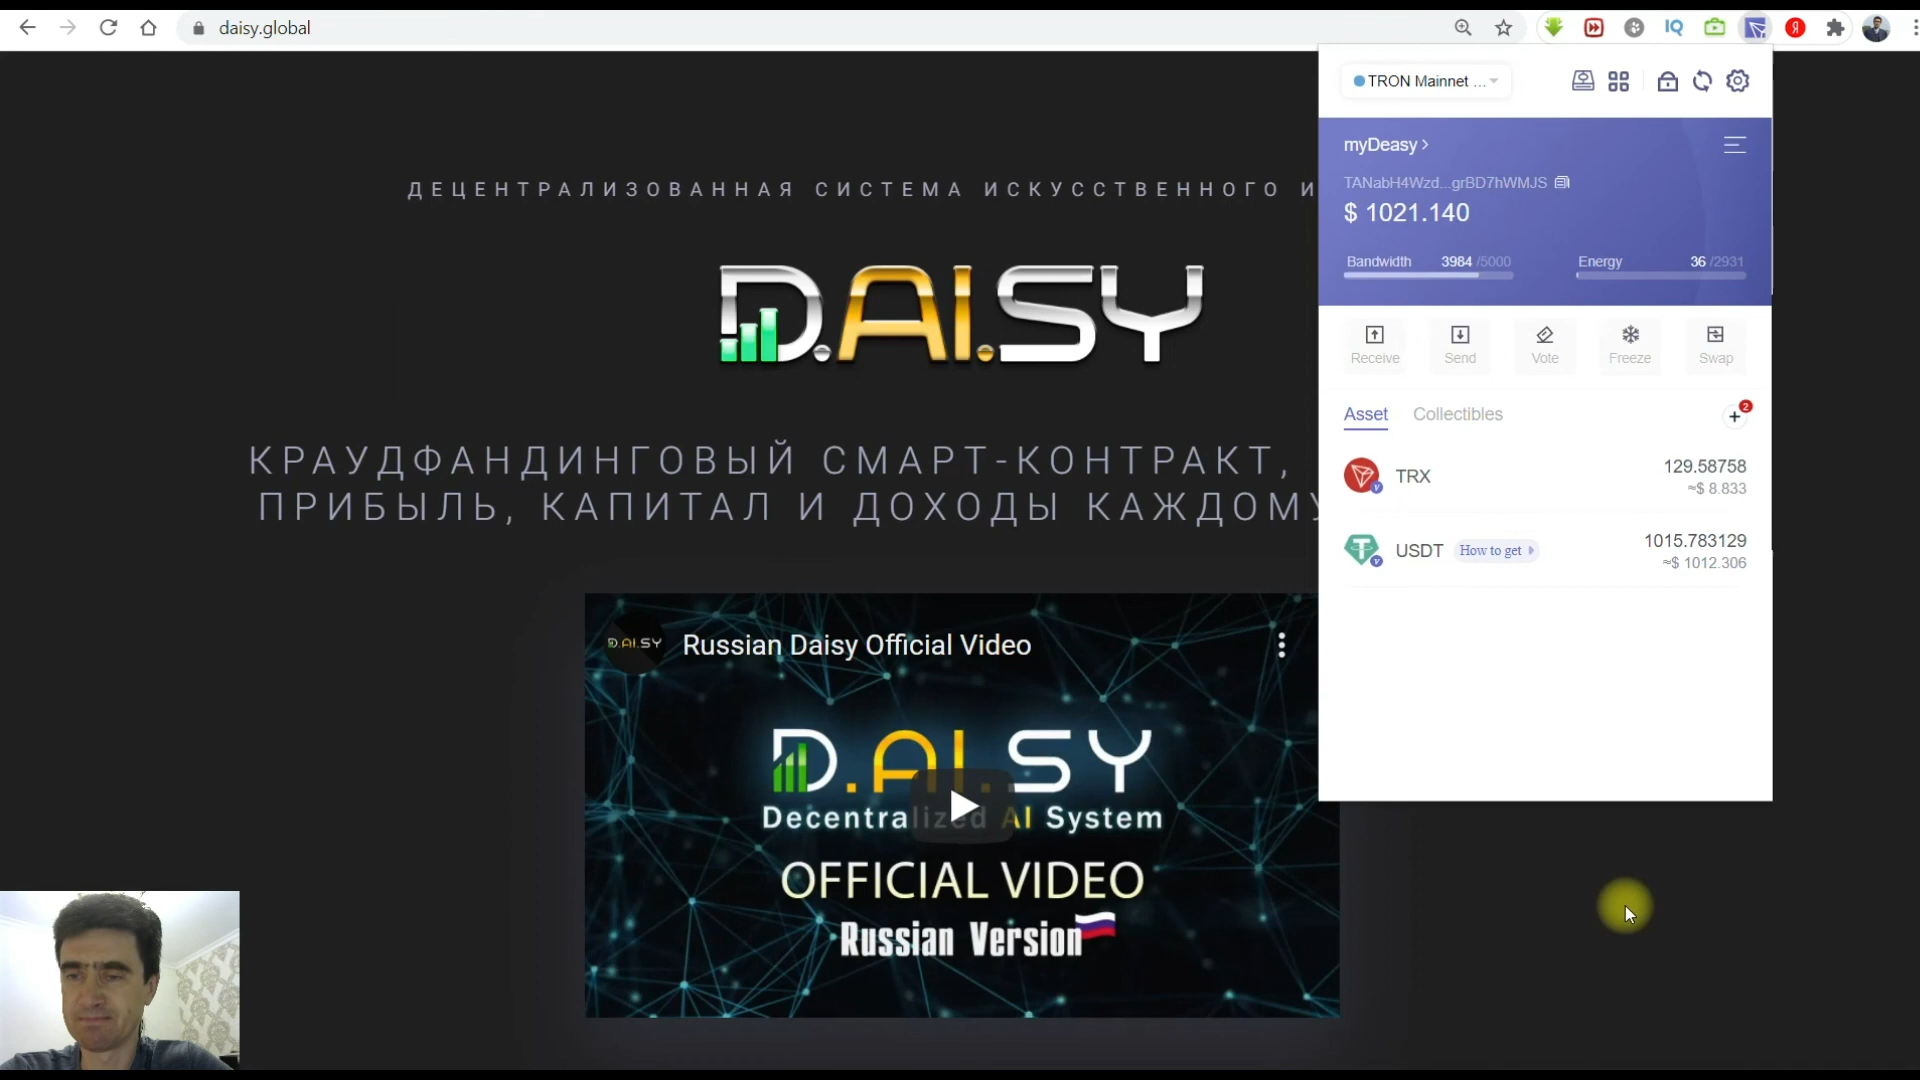 daisy.global
IQ
Я
TRON Mainnet ...
myDeasy
TANabH4Wzd...grBD7hWMJS
$ 1021.140
Bandwidth 3984 /5000
Energy 36 /2931
Receive
Send
Vote
Freeze
Swap
Asset
Collectibles
2
TRX
129.58758
≈$ 8.833
USDT
How to get
1015.783129
≈$ 1012.306
ДЕЦЕНТРАЛИЗОВАННАЯ СИСТЕМА ИСКУССТВЕННОГО И
D.AI.SY
КРАУДФАНДИНГОВЫЙ СМАРТ-КОНТРАКТ,
ПРИБЫЛЬ, КАПИТАЛ И ДОХОДЫ КАЖДОМУ
D.AI.SY
Russian Daisy Official Video
D.AI.SY
Decentralized AI System
OFFICIAL VIDEO
Russian Version